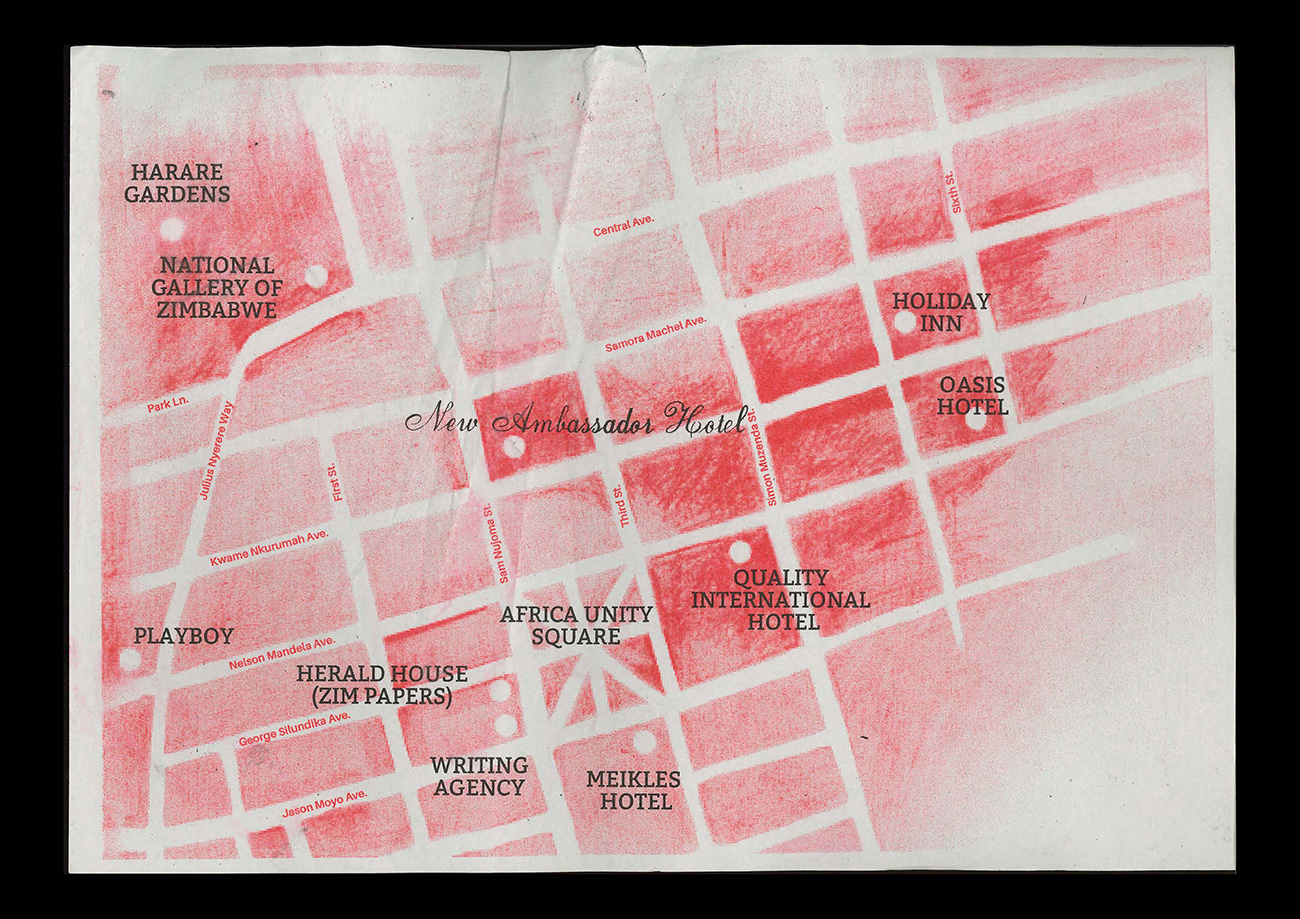 HARARE
GARDENS
NATIONAL
GALLERY OF
ZIMBABWE
Central Ave.
Sixth St.
HOLIDAY
INN
Samora Machel Ave.
OASIS
HOTEL
Park Ln.
Julius Nyerere Way
New Ambassador Hotel
Simon Muzenda St.
First St.
Third St.
Sam Nujoma St.
Kwame Nkurumah Ave.
QUALITY
INTERNATIONAL
HOTEL
AFRICA UNITY
SQUARE
PLAYBOY
Nelson Mandela Ave.
HERALD HOUSE
(ZIM PAPERS)
George Silundika Ave.
WRITING
AGENCY
MEIKLES
HOTEL
Jason Moyo Ave.